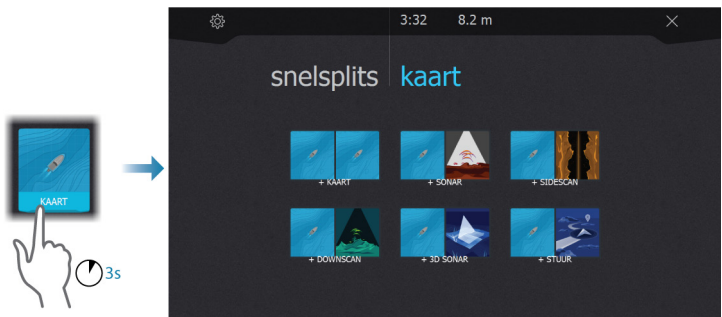 3:32 8.2 m
snelsplits kaart
+ KAART + SONAR + SIDESCAN
KAART
+ DOWNSCAN + 3D SONAR + STUUR
3s